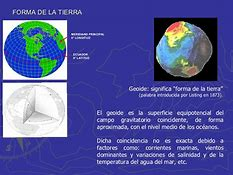 FORMA DE LA TIERRA
MERIDIANO PRINCIPAL
0° LONGITUD
ECUADOR
0° LATITUD
Geoide: significa "forma de la tierra"
(palabra introducida por Listing en 1873).
El geoide es la superficie equipotencial del
campo gravitatorio coincidente, de forma
aproximada, con el nivel medio de los océanos.
Dicha coincidencia no es exacta debido a
factores como: corrientes marinas, vientos
dominantes y variaciones de salinidad y de la
temperatura del agua del mar, etc.